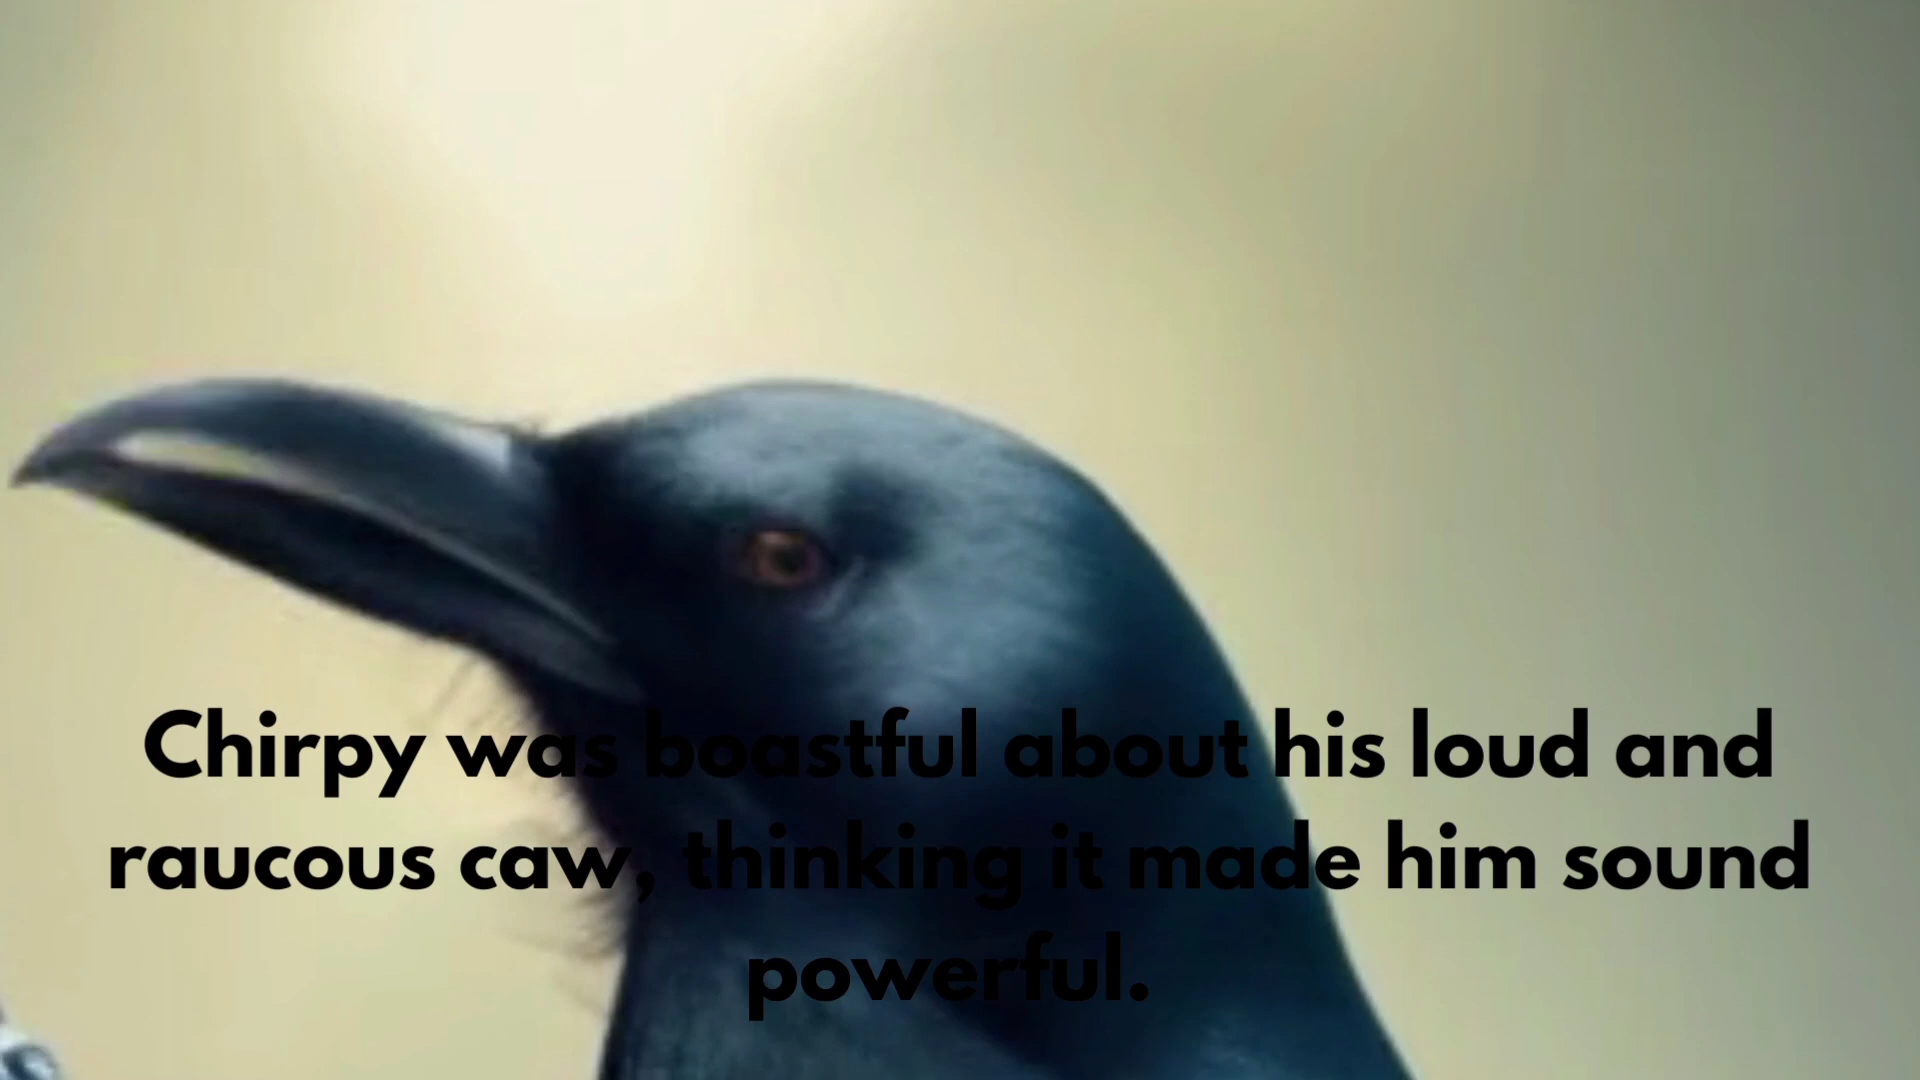 Chirpy was boastful about his loud and
raucous caw, thinking it made him sound
powerful.